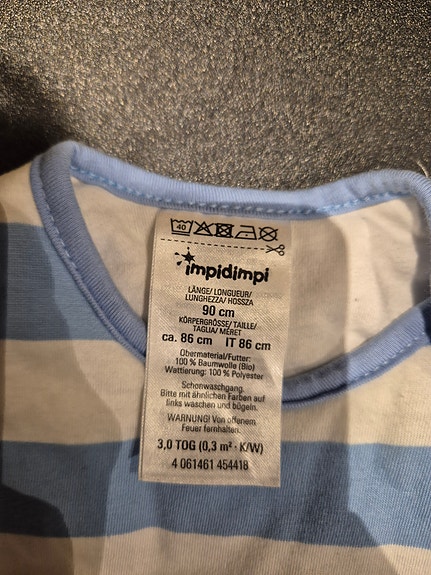 40
impidimpi
LÄNGE/ LONGUEUR/
LUNGHEZZA/ HOSSZA
90 cm
KÖRPERGRÖSSE/ TAILLE/
TAGLIA/ MÉRET
ca. 86 cm IT 86 cm
Obermaterial/Futter:
100 % Baumwolle (Bio)
Wattierung: 100 % Polyester
Schonwaschgang.
Bitte mit ähnlichen Farben auf
links waschen und bügeln.
WARNUNG! Von offenem
Feuer fernhalten.
3,0 TOG (0,3 m² · K/W)
4 061461 454418